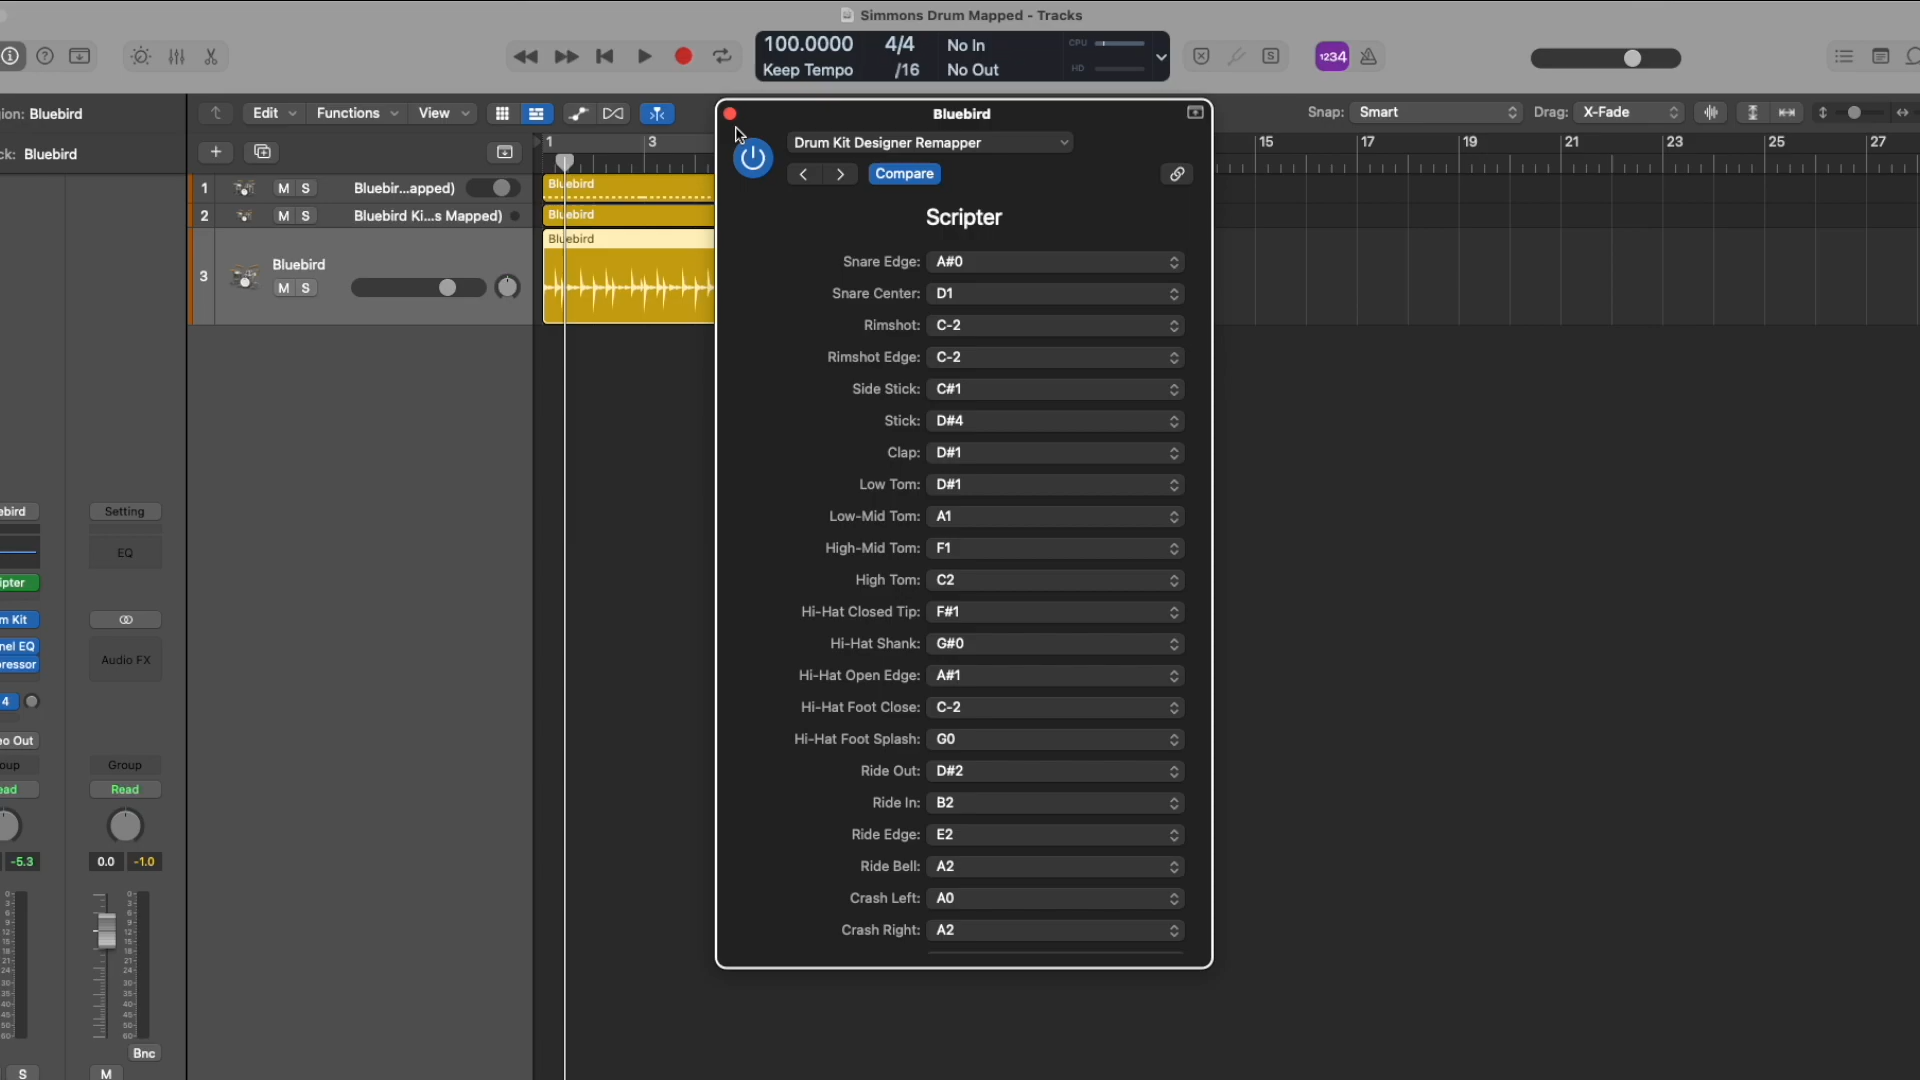 Simmons Drum Mapped - Tracks
100.0000 4/4 No In CPU
Keep Tempo /16 No Out HD
1234
ion: Bluebird
Edit Functions View
Snap: Smart Drag: X-Fade
ck: Bluebird
1 3 15 17 19 21 23 25 27
1 M S Bluebir...apped) Bluebird
2 M S Bluebird Ki...s Mapped) Bluebird
3 Bluebird Bluebird
M S
Bluebird
Drum Kit Designer Remapper
Compare
Scripter
Snare Edge: A#0
Snare Center: D1
Rimshot: C-2
Rimshot Edge: C-2
Side Stick: C#1
Stick: D#4
Clap: D#1
Low Tom: D#1
Low-Mid Tom: A1
High-Mid Tom: F1
High Tom: C2
Hi-Hat Closed Tip: F#1
Hi-Hat Shank: G#0
Hi-Hat Open Edge: A#1
Hi-Hat Foot Close: C-2
Hi-Hat Foot Splash: G0
Ride Out: D#2
Ride In: B2
Ride Edge: E2
Ride Bell: A2
Crash Left: A0
Crash Right: A2
ebird Setting
EQ
ipter
m Kit
nel EQ
Audio FX
ressor
4
eo Out
oup Group
ead Read
-5.3 0.0 -1.0
Bnc
S M